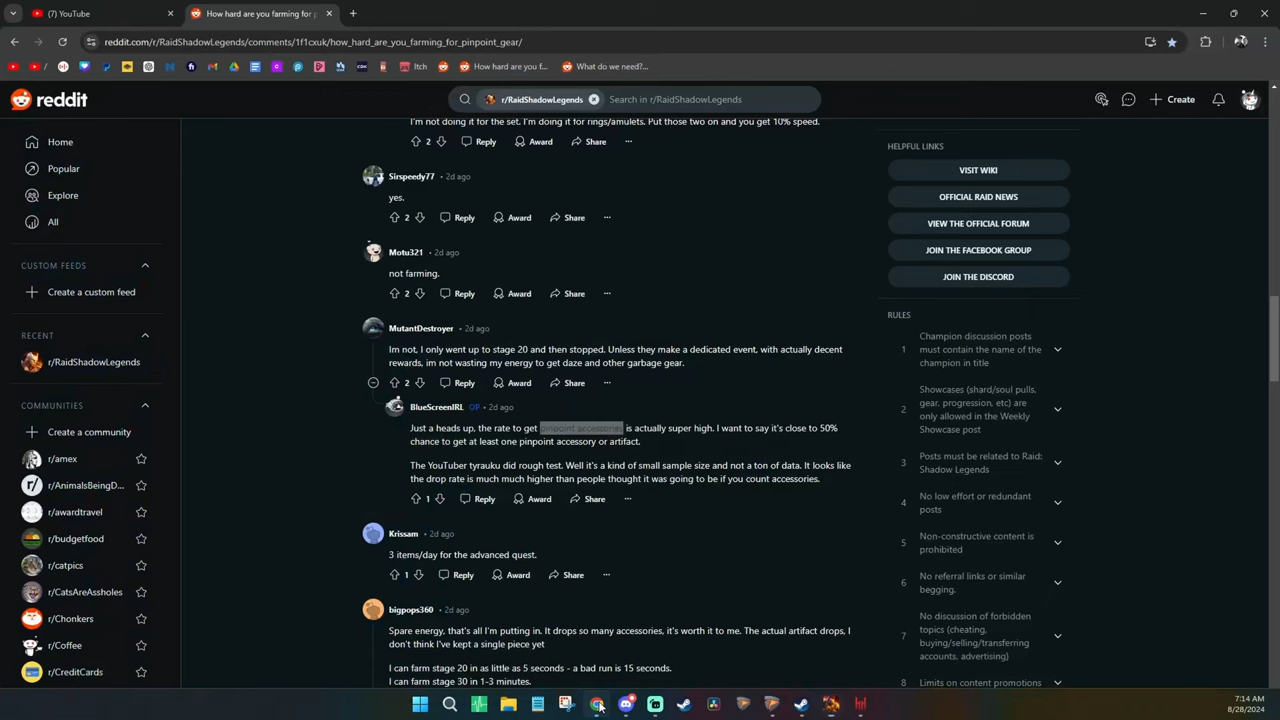 (7) YouTube
How hard are you farming for p
reddit.com/r/RaidShadowLegends/comments/1f1cxuk/how_hard_are_you_farming_for_pinpoint_gear/
Itch
How hard are you f...
What do we need?...
reddit
r/RaidShadowLegends
Search in r/RaidShadowLegends
Create
Home
Popular
Explore
All
CUSTOM FEEDS
Create a custom feed
RECENT
r/RaidShadowLegends
COMMUNITIES
Create a community
r/amex
r/AnimalsBeingD...
r/awardtravel
r/budgetfood
r/catpics
r/CatsAreAssholes
r/Chonkers
r/Coffee
r/CreditCards
I'm not doing it for the set. I'm doing it for rings/amulets. Put those two on and you get 10% speed.
2 Reply Award Share ...
Sirspeedy77 • 2d ago
yes.
2 Reply Award Share ...
Motu321 • 2d ago
not farming.
2 Reply Award Share ...
MutantDestroyer • 2d ago
Im not, I only went up to stage 20 and then stopped. Unless they make a dedicated event, with actually decent
rewards, im not wasting my energy to get daze and other garbage gear.
2 Reply Award Share ...
BlueScreenIRL OP • 2d ago
Just a heads up, the rate to get pinpoint accessories is actually super high. I want to say it's close to 50%
chance to get at least one pinpoint accessory or artifact.
The YouTuber tyrauku did rough test. Well it's a kind of small sample size and not a ton of data. It looks like
the drop rate is much much higher than people thought it was going to be if you count accessories.
1 Reply Award Share ...
Krissam • 2d ago
3 items/day for the advanced quest.
1 Reply Award Share ...
bigpops360 • 2d ago
Spare energy, that's all I'm putting in. It drops so many accessories, it's worth it to me. The actual artifact drops, I
don't think I've kept a single piece yet
I can farm stage 20 in as little as 5 seconds - a bad run is 15 seconds.
I can farm stage 30 in 1-3 minutes.
HELPFUL LINKS
VISIT WIKI
OFFICIAL RAID NEWS
VIEW THE OFFICIAL FORUM
JOIN THE FACEBOOK GROUP
JOIN THE DISCORD
RULES
1 Champion discussion posts
must contain the name of the
champion in title
2 Showcases (shard/soul pulls,
gear, progression, etc) are
only allowed in the Weekly
Showcase post
3 Posts must be related to Raid:
Shadow Legends
4 No low effort or redundant
posts
5 Non-constructive content is
prohibited
6 No referral links or similar
begging.
7 No discussion of forbidden
topics (cheating,
buying/selling/transferring
accounts, advertising)
8 Limits on content promotions
7:14 AM
8/28/2024